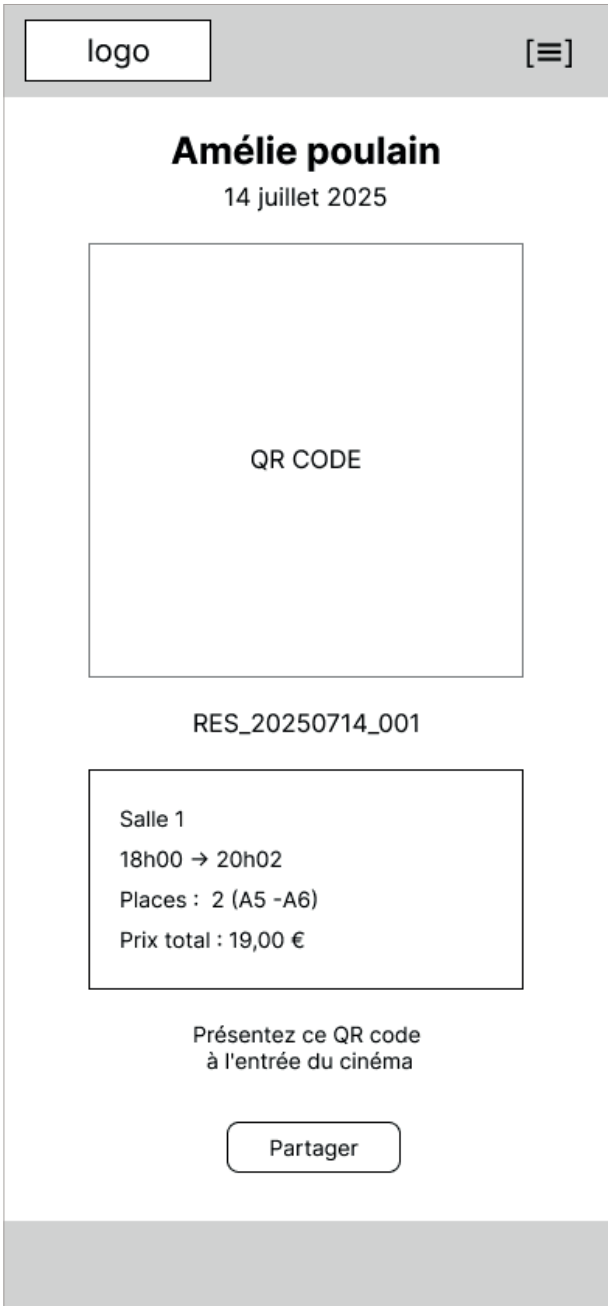 logo
[≡]
Amélie poulain
14 juillet 2025
QR CODE
RES_20250714_001
Salle 1
18h00 → 20h02
Places :  2 (A5 -A6)
Prix total : 19,00 €
Présentez ce QR code
à l'entrée du cinéma
Partager